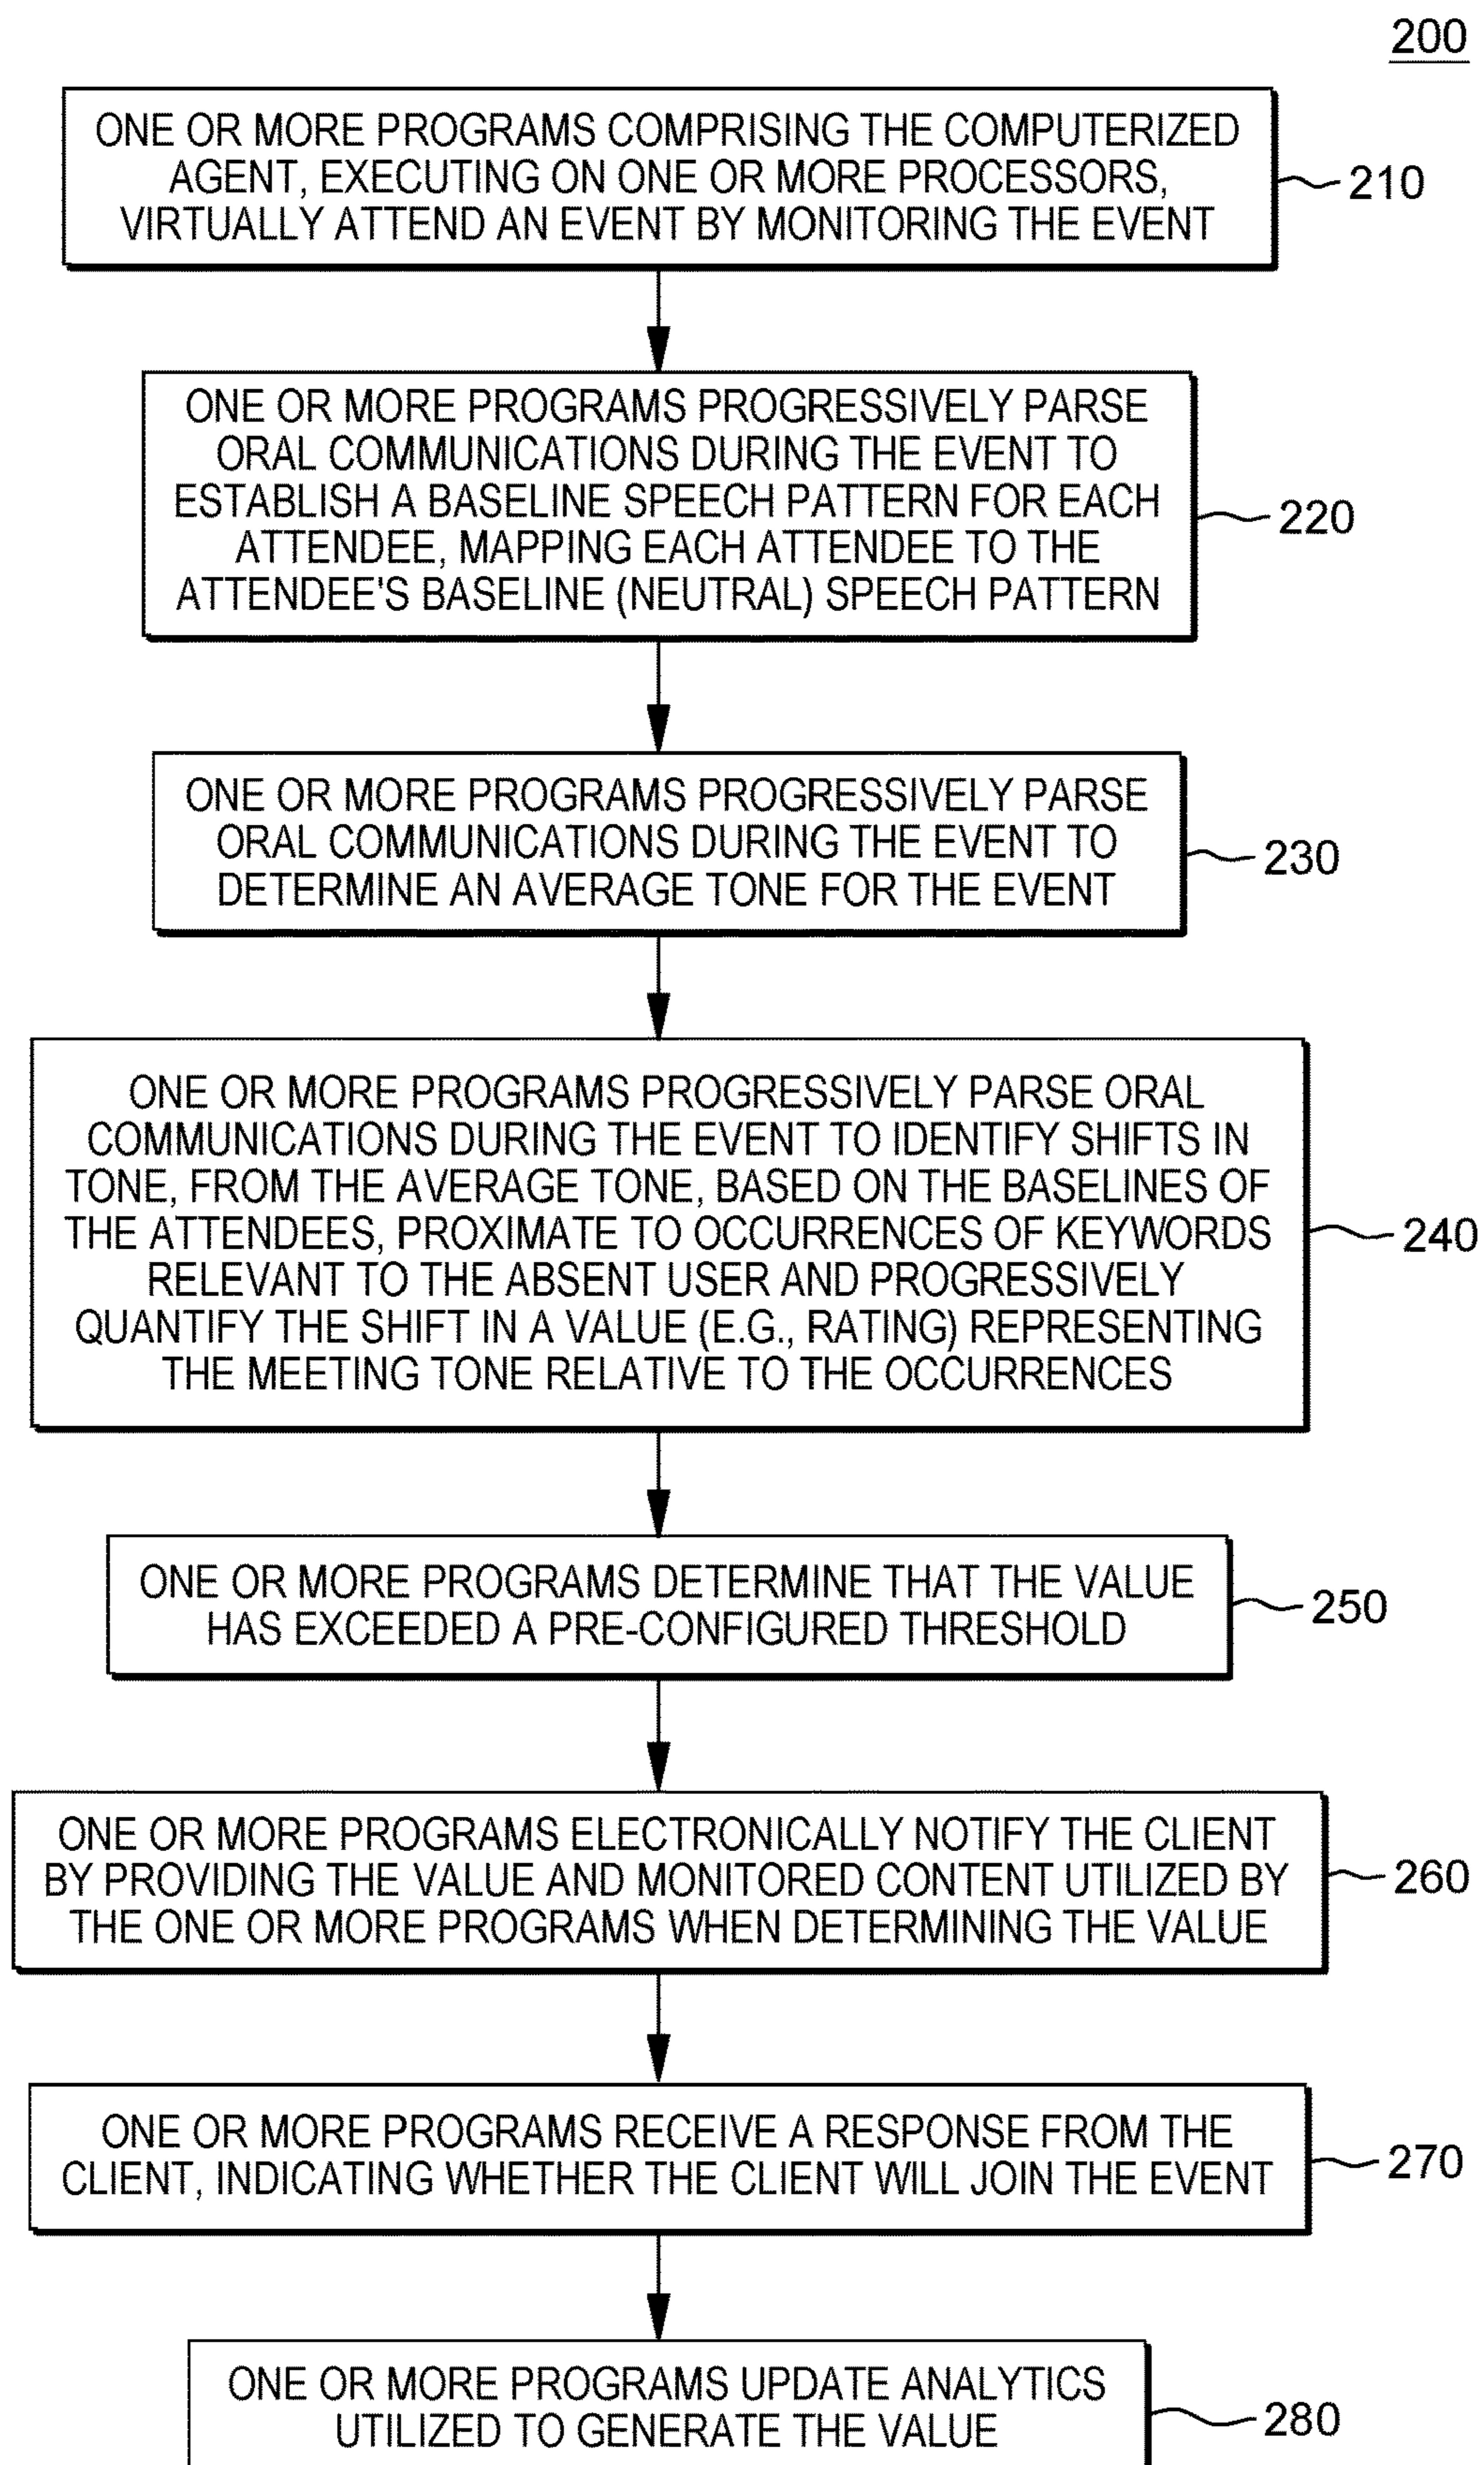 200
ONE OR MORE PROGRAMS COMPRISING THE COMPUTERIZED
AGENT, EXECUTING ON ONE OR MORE PROCESSORS,
VIRTUALLY ATTEND AN EVENT BY MONITORING THE EVENT
210
ONE OR MORE PROGRAMS PROGRESSIVELY PARSE
ORAL COMMUNICATIONS DURING THE EVENT TO
ESTABLISH A BASELINE SPEECH PATTERN FOR EACH
ATTENDEE, MAPPING EACH ATTENDEE TO THE
ATTENDEE'S BASELINE (NEUTRAL) SPEECH PATTERN
220
ONE OR MORE PROGRAMS PROGRESSIVELY PARSE
ORAL COMMUNICATIONS DURING THE EVENT TO
DETERMINE AN AVERAGE TONE FOR THE EVENT
230
ONE OR MORE PROGRAMS PROGRESSIVELY PARSE ORAL
COMMUNICATIONS DURING THE EVENT TO IDENTIFY SHIFTS IN
TONE, FROM THE AVERAGE TONE, BASED ON THE BASELINES OF
THE ATTENDEES, PROXIMATE TO OCCURRENCES OF KEYWORDS
RELEVANT TO THE ABSENT USER AND PROGRESSIVELY
QUANTIFY THE SHIFT IN A VALUE (E.G., RATING) REPRESENTING
THE MEETING TONE RELATIVE TO THE OCCURRENCES
240
ONE OR MORE PROGRAMS DETERMINE THAT THE VALUE
HAS EXCEEDED A PRE-CONFIGURED THRESHOLD
250
ONE OR MORE PROGRAMS ELECTRONICALLY NOTIFY THE CLIENT
BY PROVIDING THE VALUE AND MONITORED CONTENT UTILIZED BY
THE ONE OR MORE PROGRAMS WHEN DETERMINING THE VALUE
260
ONE OR MORE PROGRAMS RECEIVE A RESPONSE FROM THE
CLIENT, INDICATING WHETHER THE CLIENT WILL JOIN THE EVENT
270
ONE OR MORE PROGRAMS UPDATE ANALYTICS
UTILIZED TO GENERATE THE VALUE
280